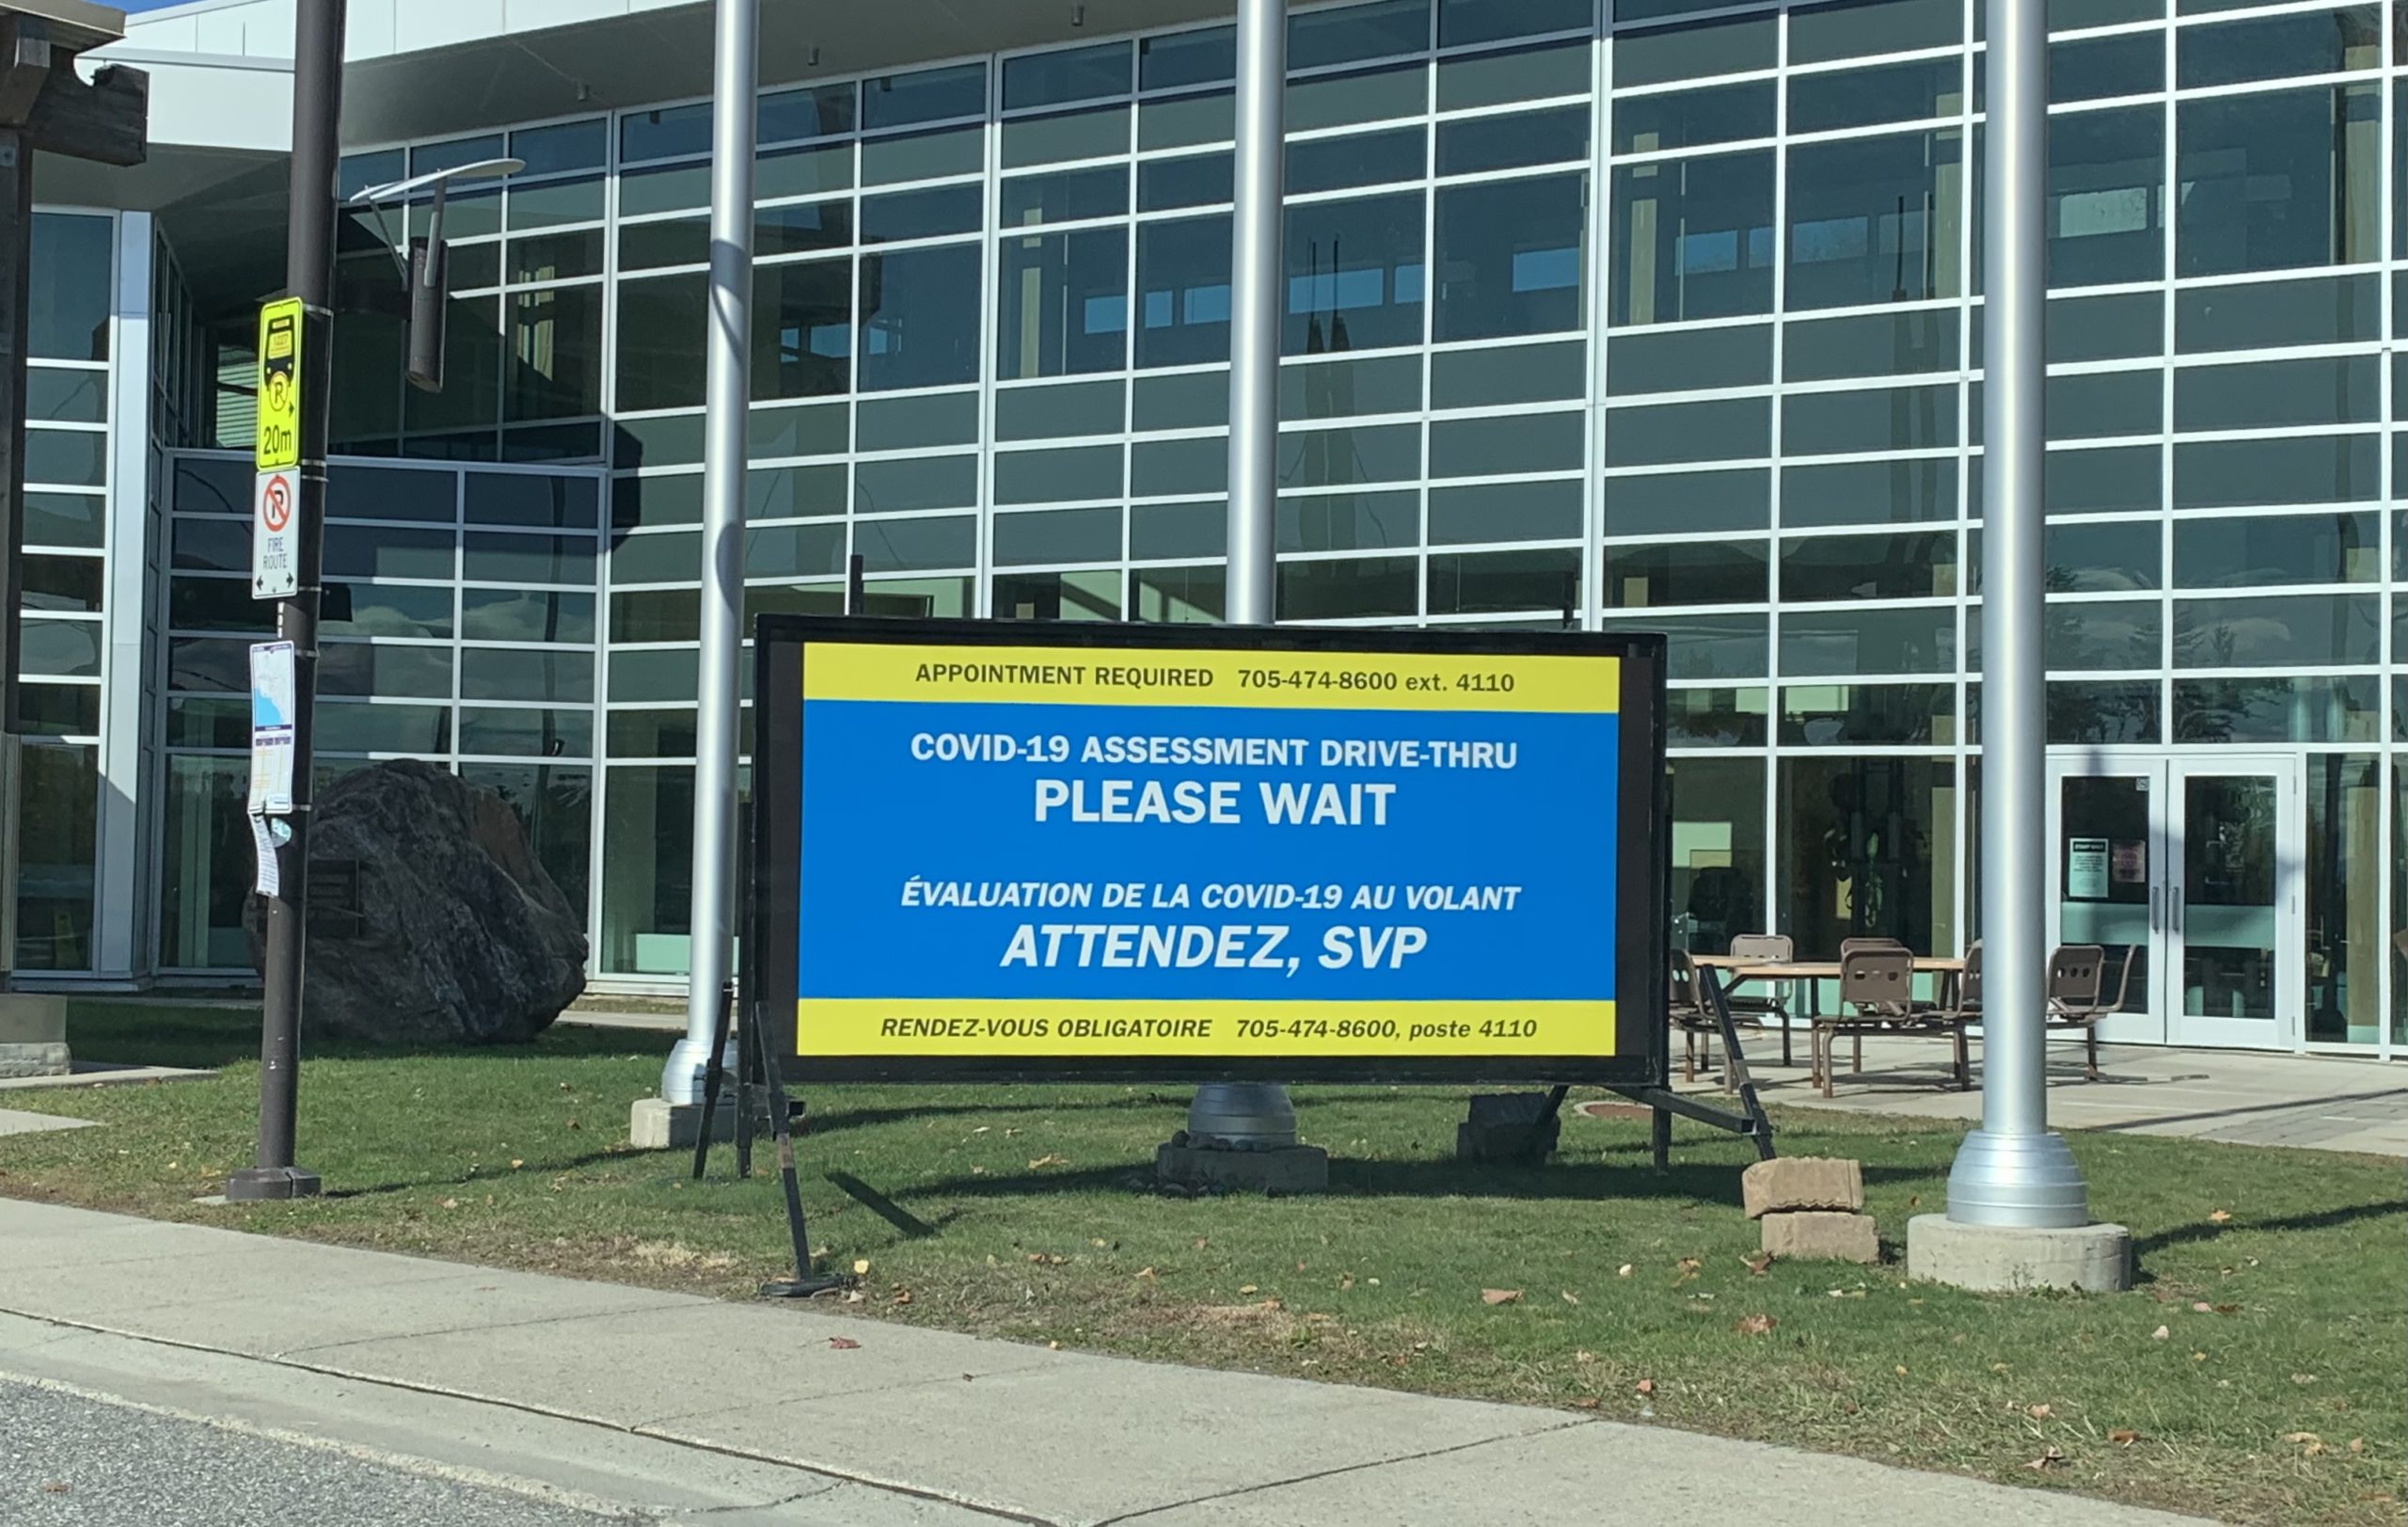 20m
FIRE
ROUTE
APPOINTMENT REQUIRED 705-474-8600 ext. 4110
COVID-19 ASSESSMENT DRIVE-THRU
PLEASE WAIT
ÉVALUATION DE LA COVID-19 AU VOLANT
ATTENDEZ, SVP
RENDEZ-VOUS OBLIGATOIRE 705-474-8600, poste 4110